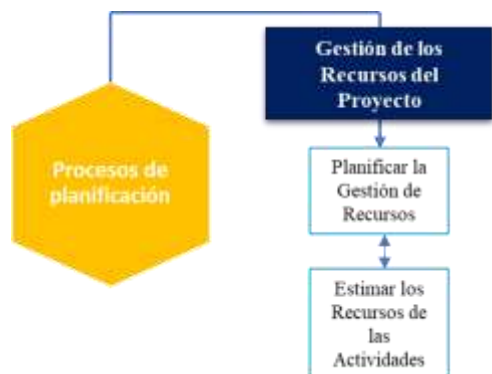 Gestión de los
Recursos del
Proyecto
Procesos de
planificación
Planificar la
Gestión de
Recursos
Estimar los
Recursos de
las
Actividades